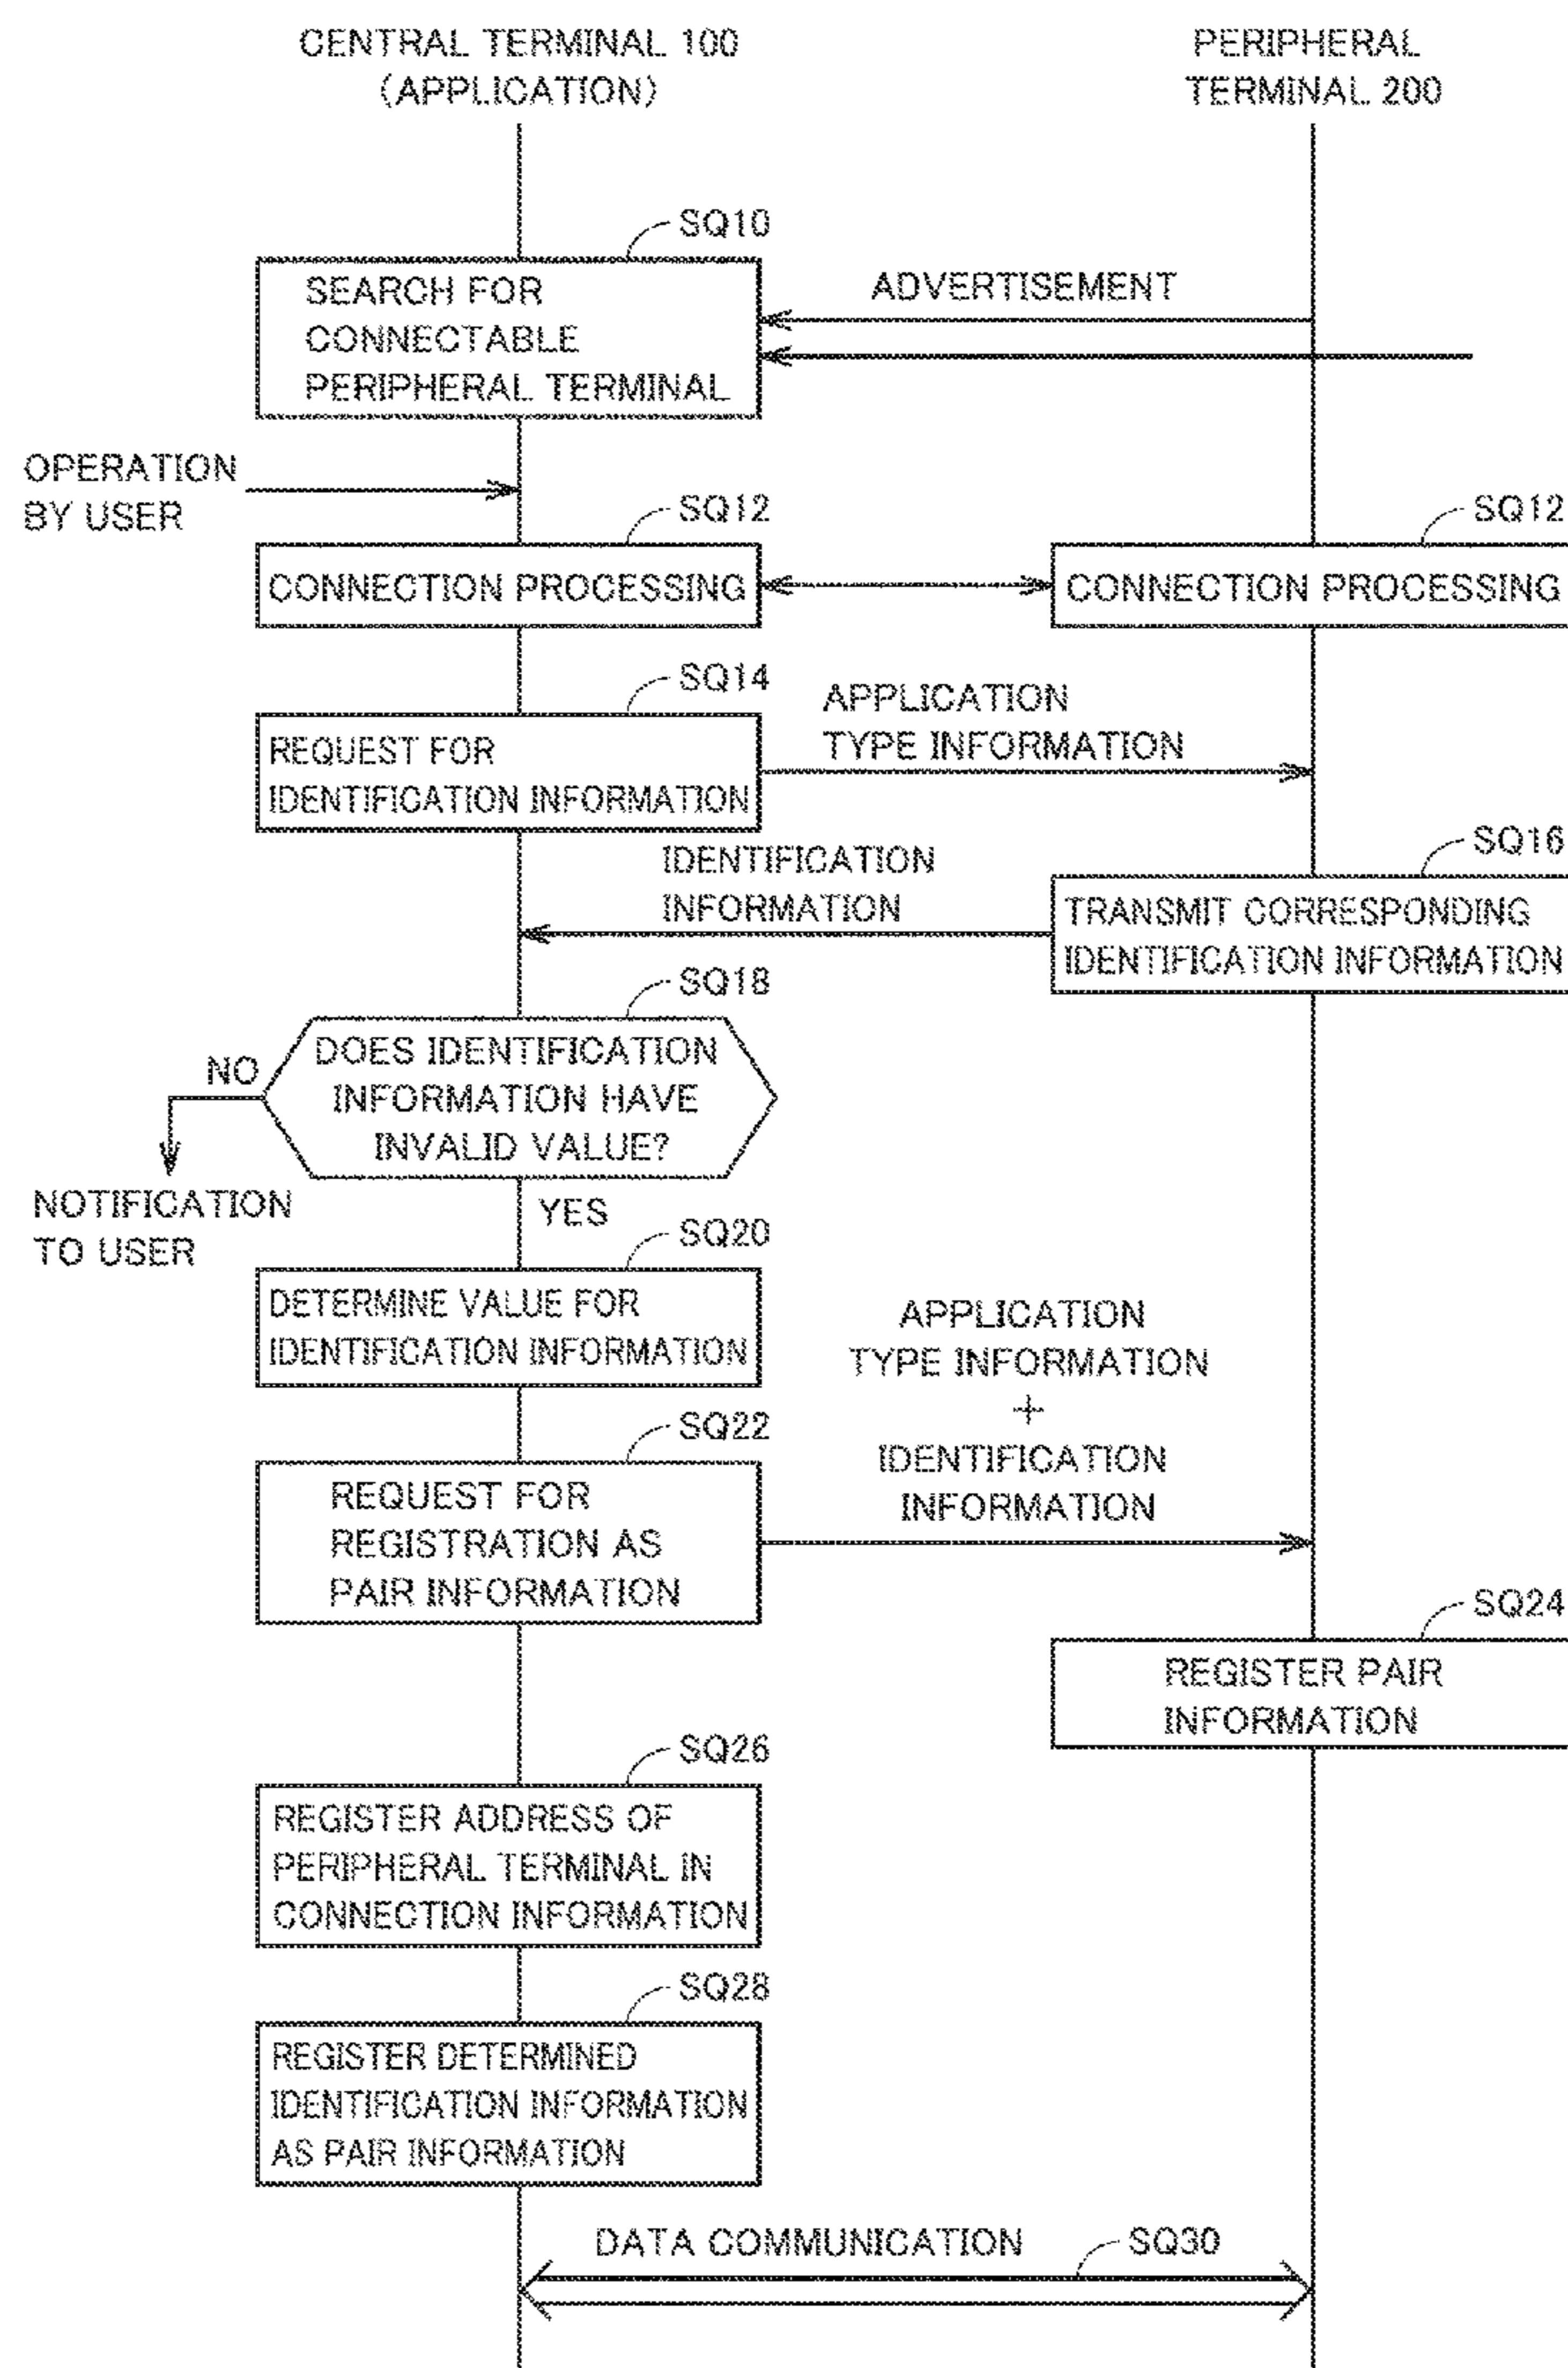 CENTRAL TERMINAL 100
(APPLICATION)
PERIPHERAL
TERMINAL 200
SQ10
SEARCH FOR
CONNECTABLE
PERIPHERAL TERMINAL
ADVERTISEMENT
OPERATION
BY USER
SQ12
CONNECTION PROCESSING
SQ12
CONNECTION PROCESSING
SQ14
REQUEST FOR
IDENTIFICATION INFORMATION
APPLICATION
TYPE INFORMATION
SQ16
TRANSMIT CORRESPONDING
IDENTIFICATION INFORMATION
IDENTIFICATION
INFORMATION
SQ18
DOES IDENTIFICATION
INFORMATION HAVE
INVALID VALUE?
NO
NOTIFICATION
TO USER
YES
SQ20
DETERMINE VALUE FOR
IDENTIFICATION INFORMATION
SQ22
REQUEST FOR
REGISTRATION AS
PAIR INFORMATION
APPLICATION
TYPE INFORMATION
+
IDENTIFICATION
INFORMATION
SQ24
REGISTER PAIR
INFORMATION
SQ26
REGISTER ADDRESS OF
PERIPHERAL TERMINAL IN
CONNECTION INFORMATION
SQ28
REGISTER DETERMINED
IDENTIFICATION INFORMATION
AS PAIR INFORMATION
DATA COMMUNICATION
SQ30